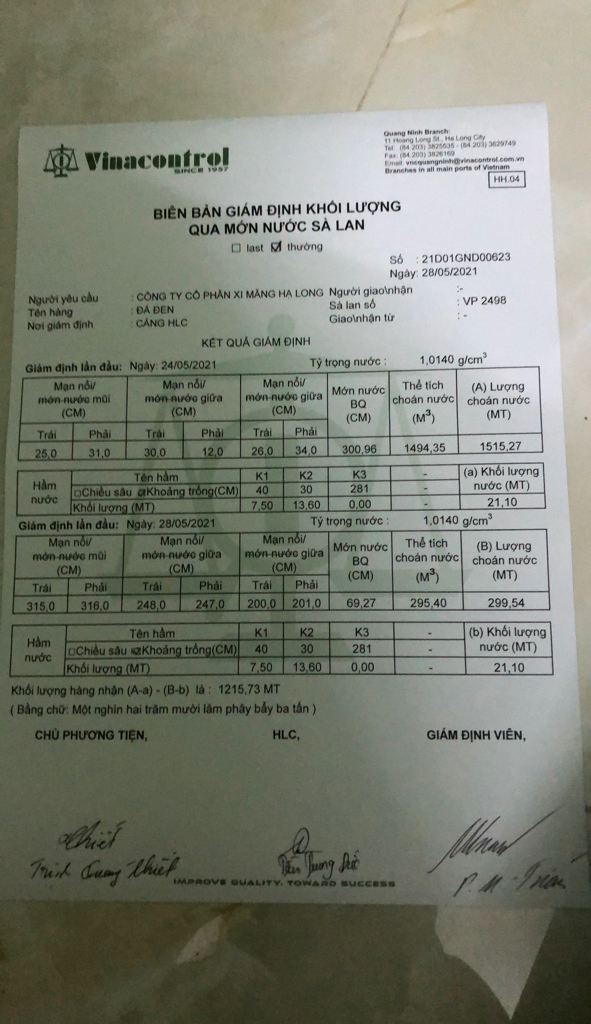 Vinacontrol
SINCE 1957
Quang Ninh Branch:
11 Hoang Long St., Ha Long City
Tel: (84 203) 3825635 - (84 203) 3629749
Fax: (84 203) 3826169
Email: vncquangninh@vinacontrol.com.vn
Branches in all main ports of Vietnam
HH.04
BIÊN BẢN GIÁM ĐỊNH KHỐI LƯỢNG
QUA MỚN NƯỚC SÀ LAN
☐ last ☑ thường
Số : 21D01GND00623
Ngày: 28/05/2021
Người yêu cầu : CÔNG TY CỔ PHẦN XI MĂNG HẠ LONG Người giao\nhận :-
Tên hàng : ĐÁ ĐEN Sà lan số : VP 2498
Nơi giám định : CẢNG HLC Giao\nhận từ : -
KẾT QUẢ GIÁM ĐỊNH
Giám định lần đầu: Ngày: 24/05/2021 Tỷ trọng nước : 1,0140 g/cm³
Mạn nổi/ mớn nước mũi (CM) Mạn nổi/ mớn nước giữa (CM) Mạn nổi/ mớn nước giữa (CM) Mớn nước BQ (CM) Thể tích choán nước (M³) (A) Lượng choán nước (MT)
Trái Phải Trái Phải Trái Phải
25,0 31,0 30,0 12,0 26,0 34,0 300,96 1494,35 1515,27
Hầm nước Tên hầm K1 K2 K3 - (a) Khối lượng nước (MT)
☐Chiều sâu ☑Khoảng trống(CM) 40 30 281 -
Khối lượng (MT) 7,50 13,60 0,00 - 21,10
Giám định lần đầu: Ngày: 28/05/2021 Tỷ trọng nước : 1,0140 g/cm³
Mạn nổi/ mớn nước mũi (CM) Mạn nổi/ mớn nước giữa (CM) Mạn nổi/ mớn nước giữa (CM) Mớn nước BQ (CM) Thể tích choán nước (M³) (B) Lượng choán nước (MT)
Trái Phải Trái Phải Trái Phải
315,0 316,0 248,0 247,0 200,0 201,0 69,27 295,40 299,54
Hầm nước Tên hầm K1 K2 K3 - (b) Khối lượng nước (MT)
☐Chiều sâu ☑Khoảng trống(CM) 40 30 281 -
Khối lượng (MT) 7,50 13,60 0,00 - 21,10
Khối lượng hàng nhận (A-a) - (B-b) là : 1215,73 MT
( Bằng chữ: Một nghìn hai trăm mười lăm phẩy bẩy ba tấn )
CHỦ PHƯƠNG TIỆN, HLC, GIÁM ĐỊNH VIÊN,
Thiết
Trịnh Quang Thiết
IMPROVE QUALITY, TOWARD SUCCESS